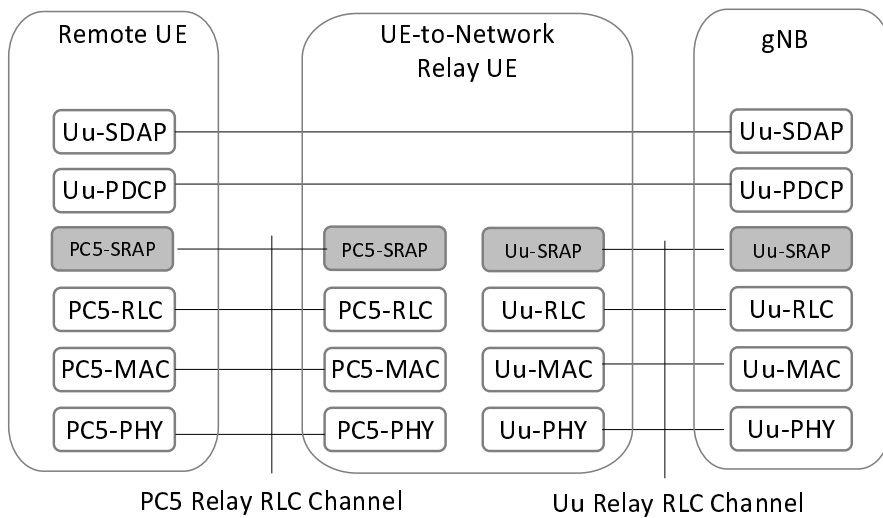 Remote UE
UE-to-Network
Relay UE
gNB
Uu-SDAP
Uu-SDAP
Uu-PDCP
Uu-PDCP
PC5-SRAP
PC5-SRAP
Uu-SRAP
Uu-SRAP
PC5-RLC
PC5-RLC
Uu-RLC
Uu-RLC
PC5-MAC
PC5-MAC
Uu-MAC
Uu-MAC
PC5-PHY
PC5-PHY
Uu-PHY
Uu-PHY
PC5 Relay RLC Channel
Uu Relay RLC Channel